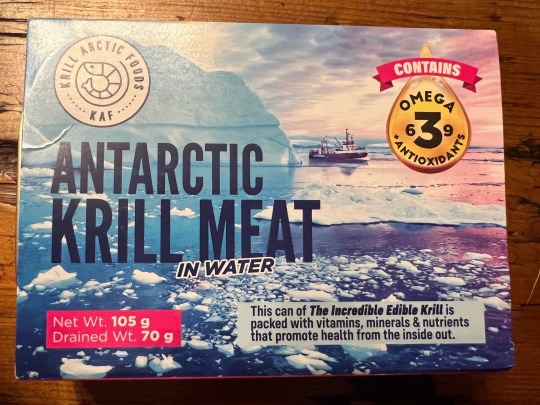 KRILL ARCTIC FOODS
KAF
CONTAINS
OMEGA
6 3 9
+ANTIOXIDANTS
ANTARCTIC
KRILL MEAT
IN WATER
Net Wt. 105 g
Drained Wt. 70 g
This can of The Incredible Edible Krill is
packed with vitamins, minerals & nutrients
that promote health from the inside out.